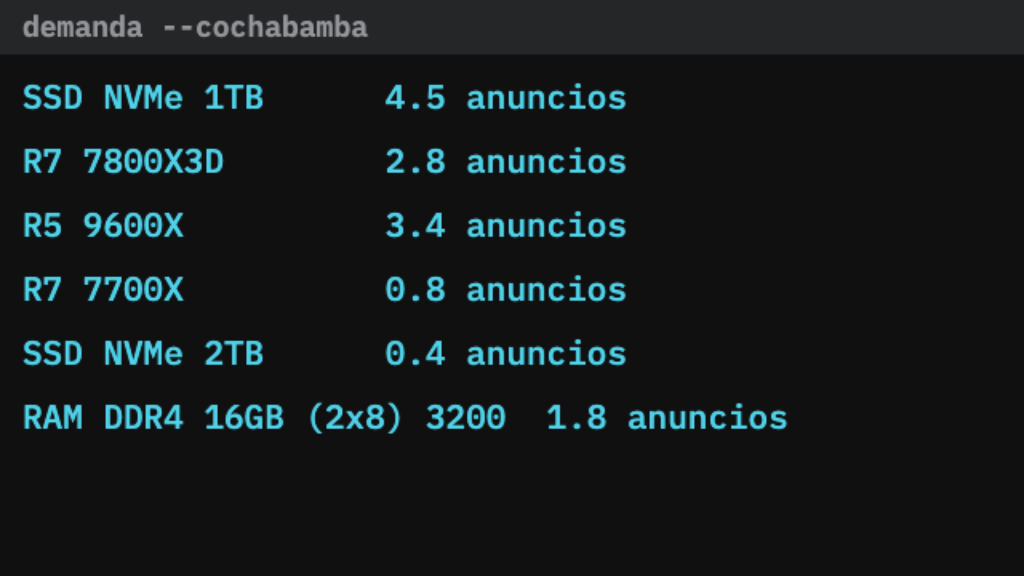 demanda --cochabamba
SSD NVMe 1TB 4.5 anuncios
R7 7800X3D 2.8 anuncios
R5 9600X 3.4 anuncios
R7 7700X 0.8 anuncios
SSD NVMe 2TB 0.4 anuncios
RAM DDR4 16GB (2x8) 3200 1.8 anuncios